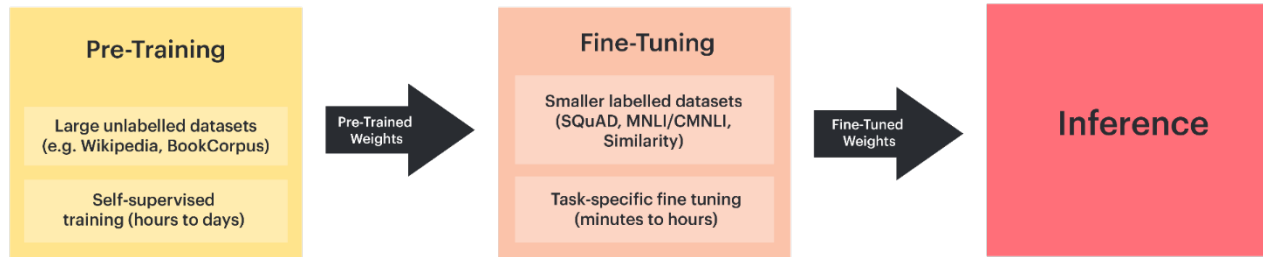 Pre-Training
Large unlabelled datasets
(e.g. Wikipedia, BookCorpus)
Self-supervised
training (hours to days)
Pre-Trained
Weights
Fine-Tuning
Smaller labelled datasets
(SQuAD, MNLI/CMNLI,
Similarity)
Task-specific fine tuning
(minutes to hours)
Fine-Tuned
Weights
Inference